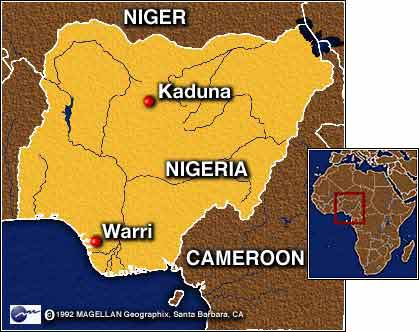 NIGER
Kaduna
NIGERIA
Warri
CAMEROON
© 1992 MAGELLAN Geographix, Santa Barbara, CA